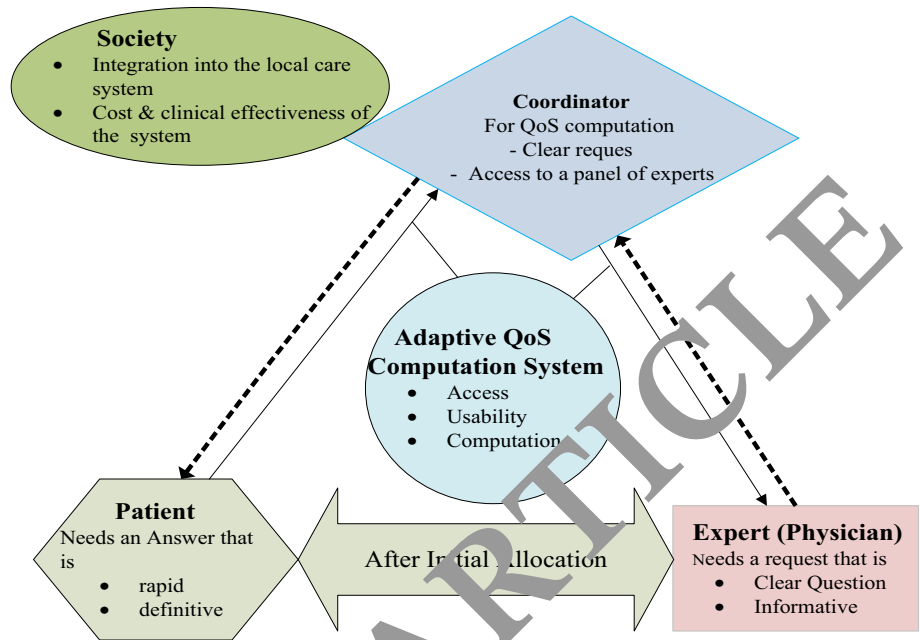 Society
• Integration into the local care
system
• Cost & clinical effectiveness of
the system
Coordinator
For QoS computation
- Clear reques
- Access to a panel of experts
Adaptive QoS
Computation System
• Access
• Usability
• Computation
Patient
Needs an Answer that
is
• rapid
• definitive
After Initial Allocation
Expert (Physician)
Needs a request that is
• Clear Question
• Informative
ARTICLE